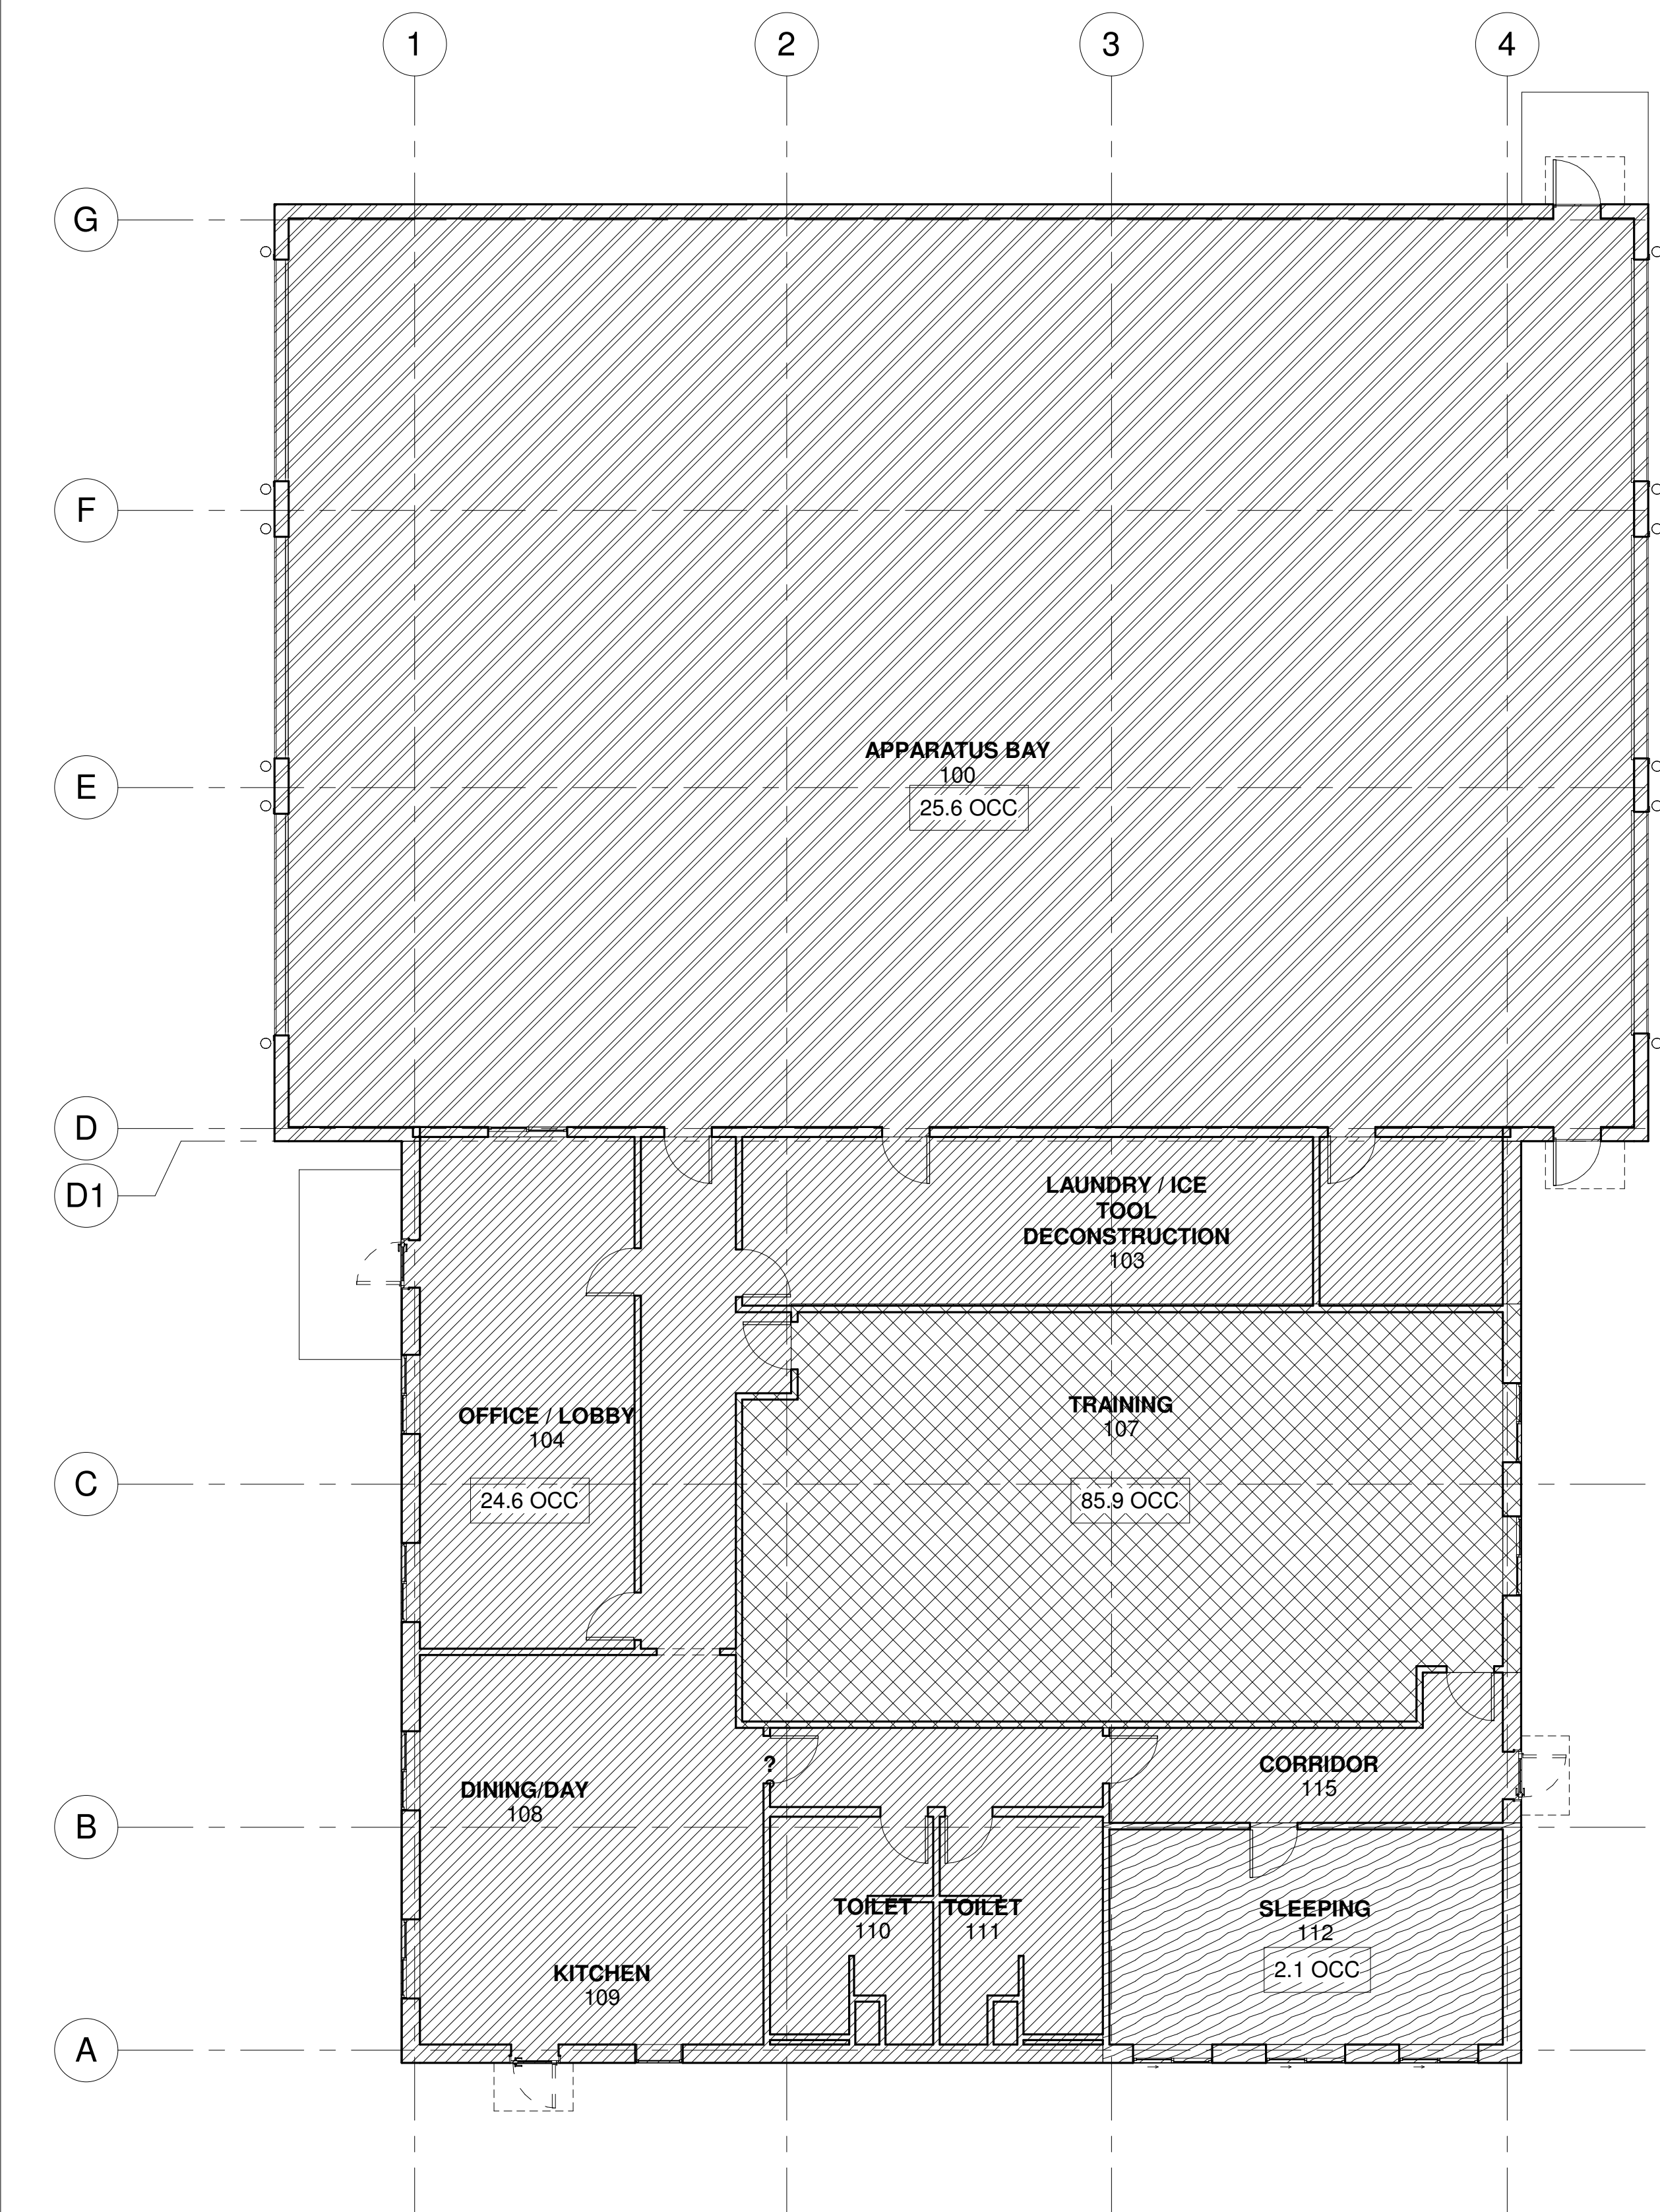 1
2
3
4
G
F
APPARATUS BAY
100
E
25.6 OCC
D
D1
LAUNDRY / ICE
TOOL
DECONSTRUCTION
103
TRAINING
107
OFFICE / LOBBY
104
C
24.6 OCC
85.9 OCC
?
CORRIDOR
115
DINING/DAY
108
B
TOILET
110
TOILET
111
SLEEPING
112
2.1 OCC
KITCHEN
109
A